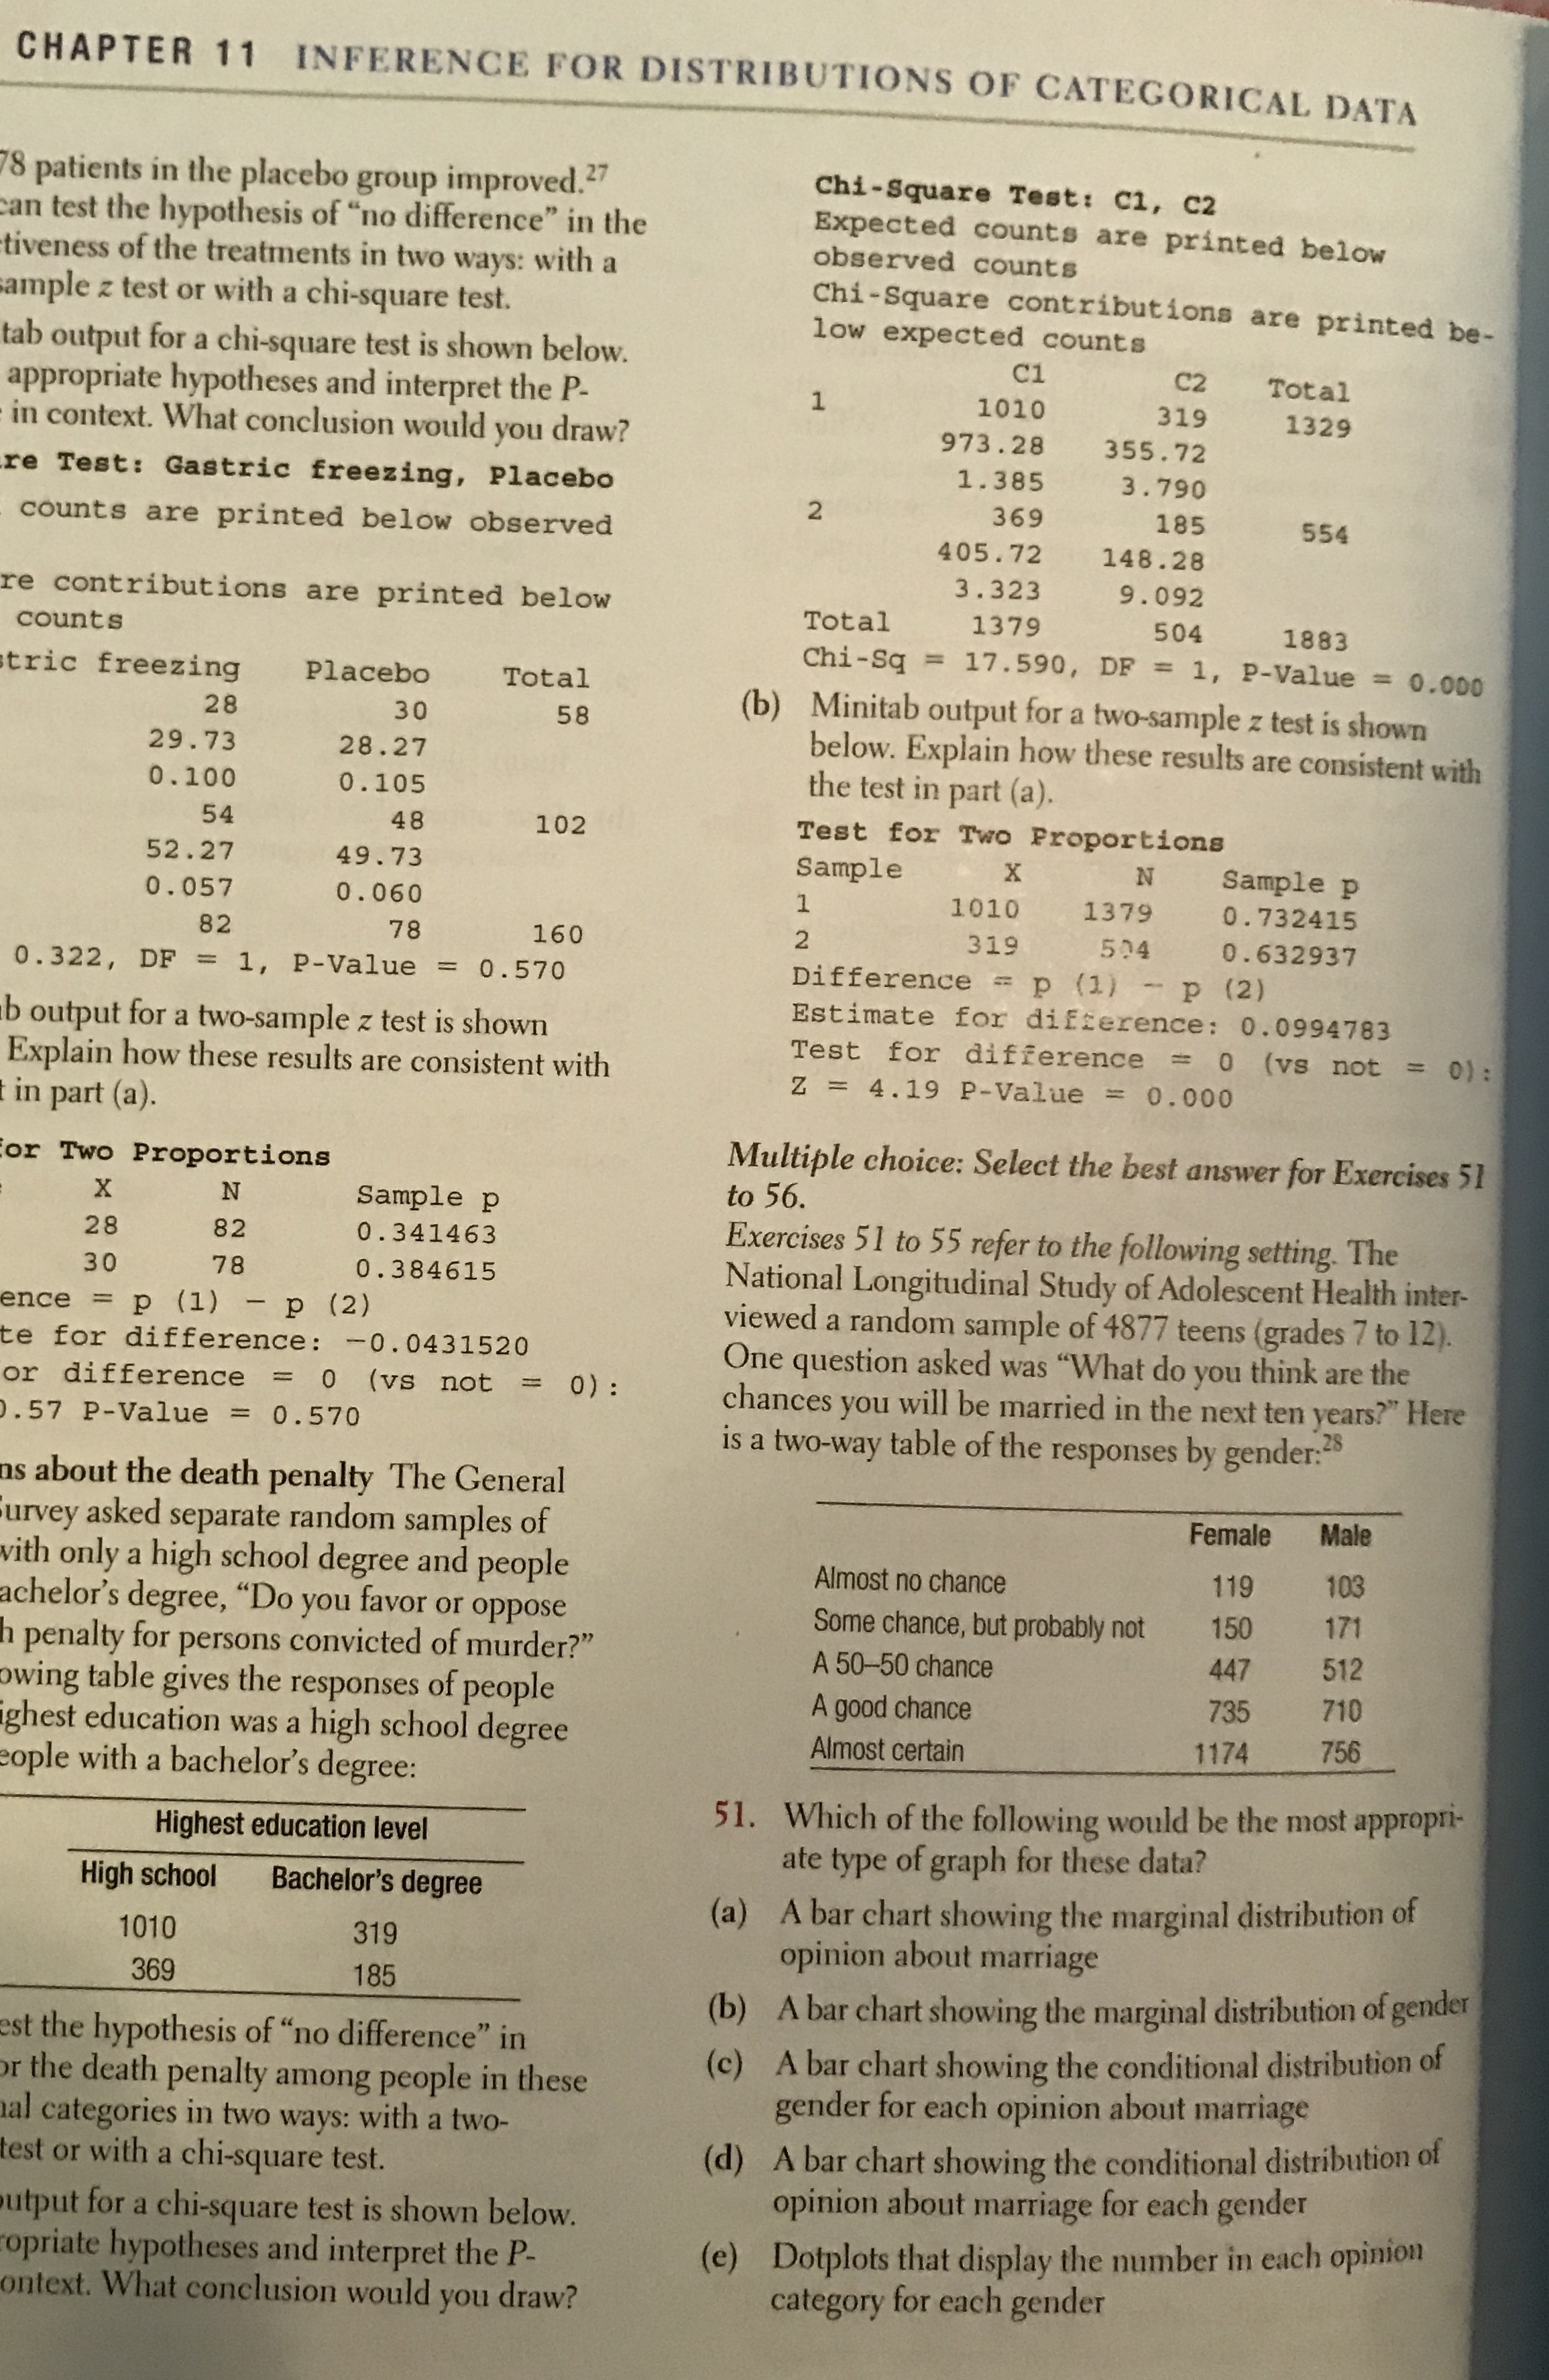 CHAPTER 11 INFERENCE FOR DISTRIBUTIONS OF CATEGORICAL DATA
78 patients in the placebo group improved.27
can test the hypothesis of “no difference” in the
tiveness of the treatments in two ways: with a
sample z test or with a chi-square test.
tab output for a chi-square test is shown below.
appropriate hypotheses and interpret the P-
in context. What conclusion would you draw?
re Test: Gastric freezing, Placebo
counts are printed below observed
re contributions are printed below
counts
stric freezing Placebo Total
28 30 58
29.73 28.27
0.100 0.105
54 48 102
52.27 49.73
0.057 0.060
82 78 160
0.322, DF = 1, P-Value = 0.570
b output for a two-sample z test is shown
Explain how these results are consistent with
t in part (a).
for Two Proportions
X N Sample p
28 82 0.341463
30 78 0.384615
ence = p (1) − p (2)
te for difference: −0.0431520
or difference = 0 (vs not = 0):
0.57 P-Value = 0.570
ns about the death penalty The General
Survey asked separate random samples of
with only a high school degree and people
achelor’s degree, “Do you favor or oppose
h penalty for persons convicted of murder?”
owing table gives the responses of people
ighest education was a high school degree
eople with a bachelor’s degree:
Highest education level
High school Bachelor’s degree
1010 319
369 185
est the hypothesis of “no difference” in
or the death penalty among people in these
nal categories in two ways: with a two-
test or with a chi-square test.
output for a chi-square test is shown below.
ropriate hypotheses and interpret the P-
ontext. What conclusion would you draw?
Chi-Square Test: C1, C2
Expected counts are printed below
observed counts
Chi-Square contributions are printed be-
low expected counts
C1 C2 Total
1 1010 319 1329
973.28 355.72
1.385 3.790
2 369 185 554
405.72 148.28
3.323 9.092
Total 1379 504 1883
Chi-Sq = 17.590, DF = 1, P-Value = 0.000
(b) Minitab output for a two-sample z test is shown
below. Explain how these results are consistent with
the test in part (a).
Test for Two Proportions
Sample X N Sample p
1 1010 1379 0.732415
2 319 504 0.632937
Difference = p (1) − p (2)
Estimate for difference: 0.0994783
Test for difference = 0 (vs not = 0):
Z = 4.19 P-Value = 0.000
Multiple choice: Select the best answer for Exercises 51
to 56.
Exercises 51 to 55 refer to the following setting. The
National Longitudinal Study of Adolescent Health inter-
viewed a random sample of 4877 teens (grades 7 to 12).
One question asked was “What do you think are the
chances you will be married in the next ten years?” Here
is a two-way table of the responses by gender:28
Female Male
Almost no chance 119 103
Some chance, but probably not 150 171
A 50–50 chance 447 512
A good chance 735 710
Almost certain 1174 756
51. Which of the following would be the most appropri-
ate type of graph for these data?
(a) A bar chart showing the marginal distribution of
opinion about marriage
(b) A bar chart showing the marginal distribution of gender
(c) A bar chart showing the conditional distribution of
gender for each opinion about marriage
(d) A bar chart showing the conditional distribution of
opinion about marriage for each gender
(e) Dotplots that display the number in each opinion
category for each gender